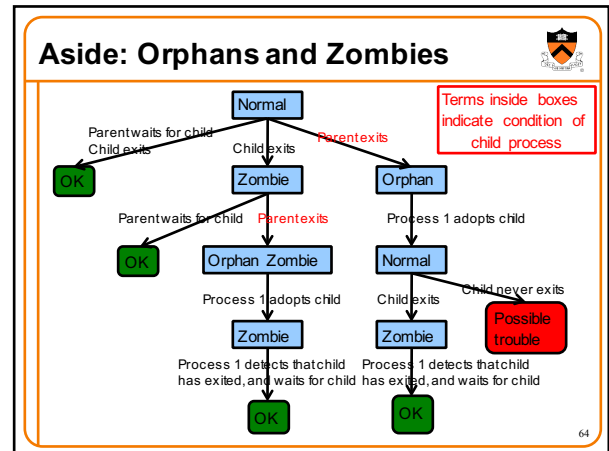 Aside: Orphans and Zombies
Terms inside boxes
indicate condition of
child process
Normal
Parent waits for child
Child exits
Child exits
Parent exits
OK
Zombie
Orphan
Parent waits for child
Parent exits
Process 1 adopts child
OK
Orphan Zombie
Normal
Process 1 adopts child
Child exits
Child never exits
Zombie
Zombie
Possible
trouble
Process 1 detects that child
has exited, and waits for child
Process 1 detects that child
has exited, and waits for child
OK
OK
64